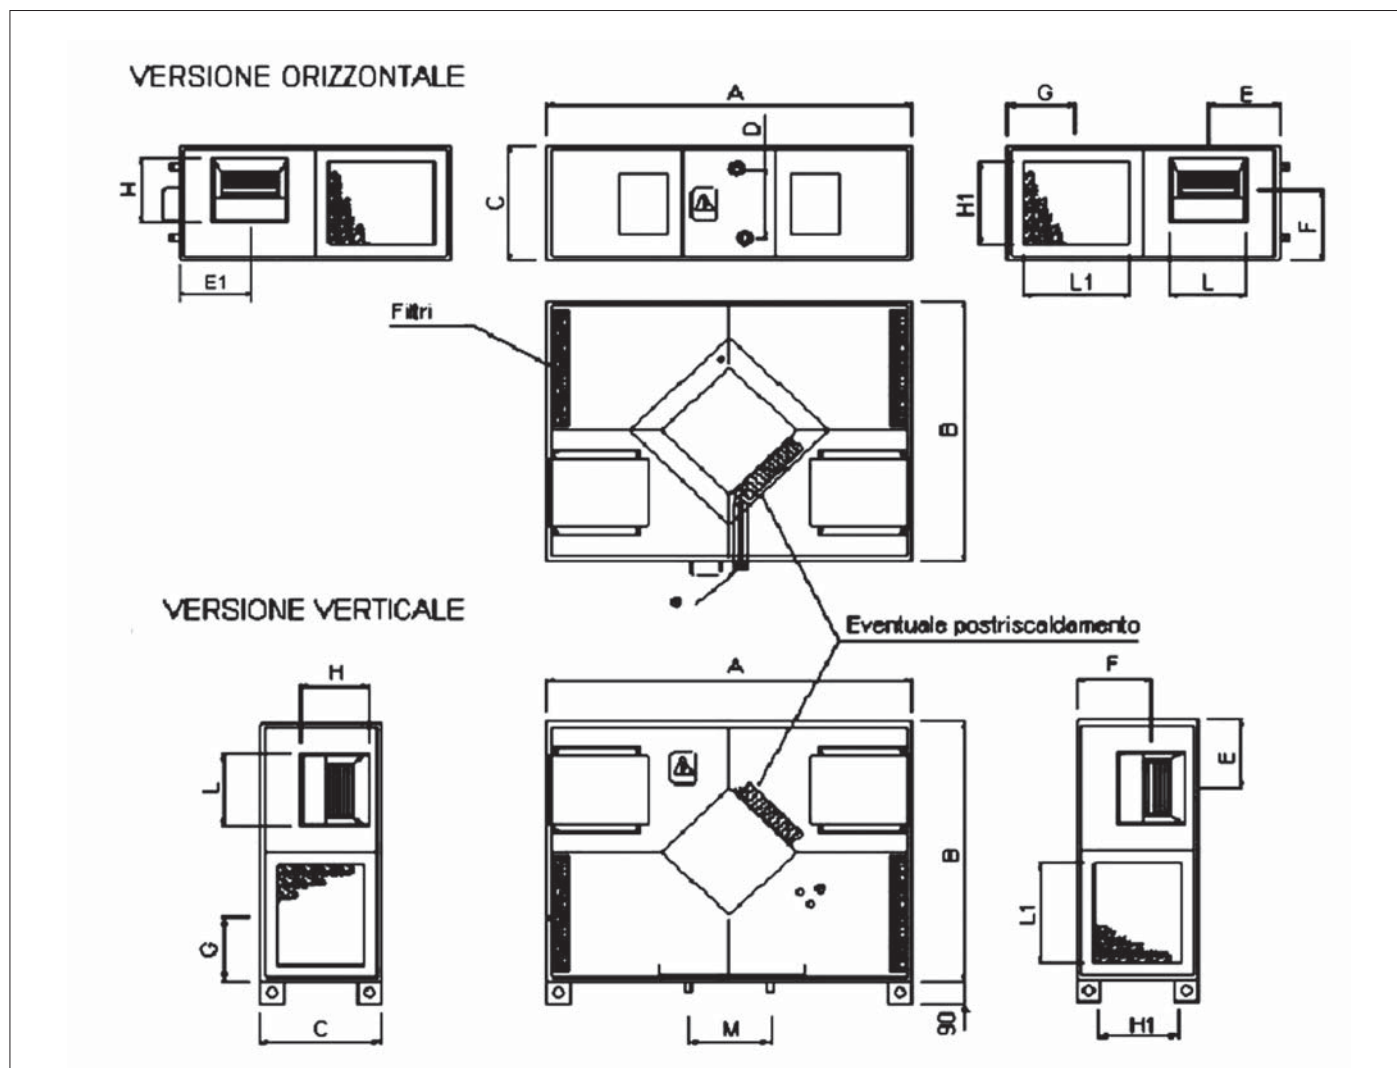 VERSIONE ORIZZONTALE
A
G
E
D
H
C
H1
F
E1
L1
L
Filtri
B
VERSIONE VERTICALE
Eventuale postriscaldamento
H
A
F
L
E
B
L1
G
C
M
90
H1